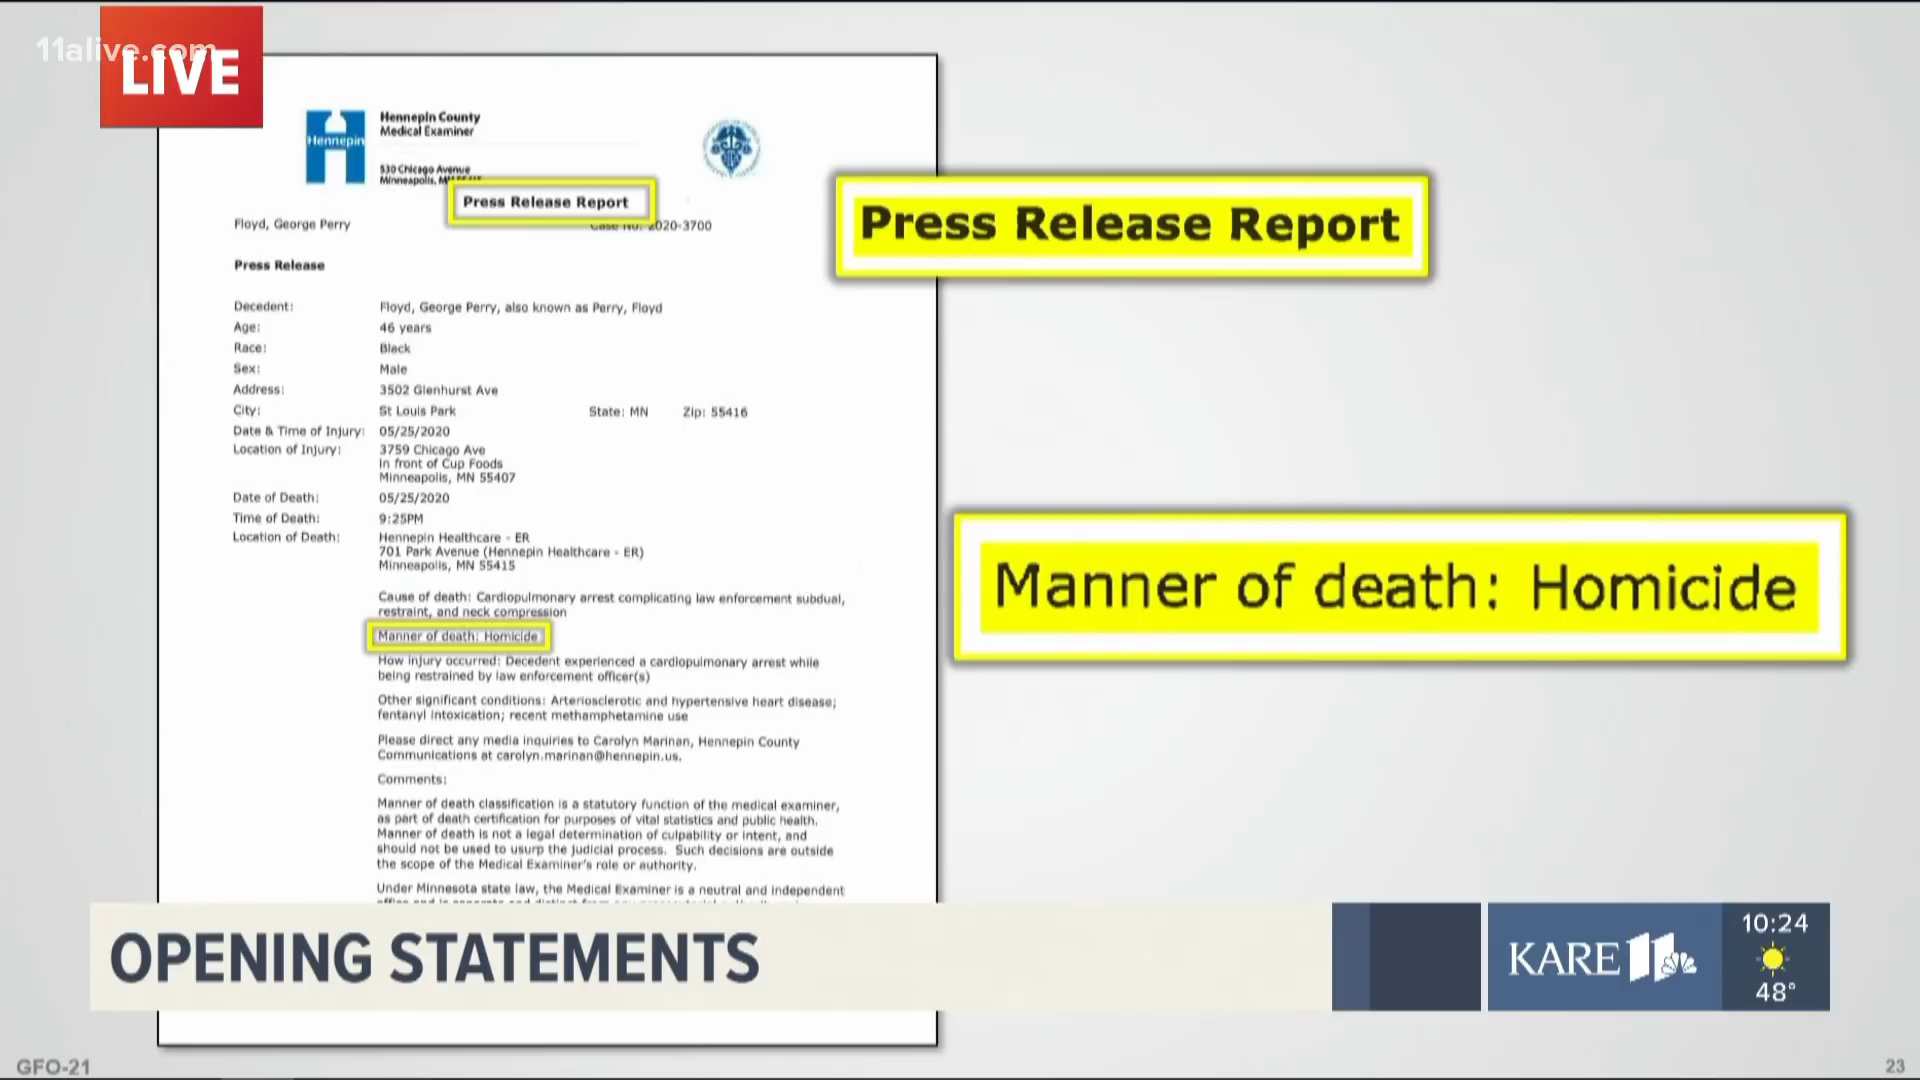 11alive.com
LIVE
Hennepin
Hennepin County
Medical Examiner
530 Chicago Avenue
Minneapolis, MN
Press Release Report
Floyd, George Perry
Case No: 2020-3700
Press Release
Decedent: Floyd, George Perry, also known as Perry, Floyd
Age: 46 years
Race: Black
Sex: Male
Address: 3502 Glenhurst Ave
City: St Louis Park State: MN Zip: 55416
Date & Time of Injury: 05/25/2020
Location of Injury: 3759 Chicago Ave
In front of Cup Foods
Minneapolis, MN 55407
Date of Death: 05/25/2020
Time of Death: 9:25PM
Location of Death: Hennepin Healthcare - ER
701 Park Avenue (Hennepin Healthcare - ER)
Minneapolis, MN 55415
Cause of death: Cardiopulmonary arrest complicating law enforcement subdual,
restraint, and neck compression
Manner of death: Homicide
How injury occurred: Decedent experienced a cardiopulmonary arrest while
being restrained by law enforcement officer(s)
Other significant conditions: Arteriosclerotic and hypertensive heart disease;
fentanyl intoxication; recent methamphetamine use
Please direct any media inquiries to Carolyn Marinan, Hennepin County
Communications at carolyn.marinan@hennepin.us.
Comments:
Manner of death classification is a statutory function of the medical examiner,
as part of death certification for purposes of vital statistics and public health.
Manner of death is not a legal determination of culpability or intent, and
should not be used to usurp the judicial process. Such decisions are outside
the scope of the Medical Examiner's role or authority.
Under Minnesota state law, the Medical Examiner is a neutral and independent
Press Release Report
Manner of death: Homicide
OPENING STATEMENTS
KARE 11
10:24
48°
GFO-21
23